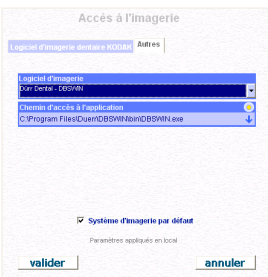 Accès à l'imagerie
Logiciel d'imagerie dentaire KODAK
Autres
Logiciel d'imagerie
Dürr Dental - DBSWIN
Chemin d'accès à l'application
C:\Program Files\Duerr\DBSWIN\bin\DBSWIN.exe
Système d'imagerie par défaut
Paramètres appliqués en local
valider
annuler